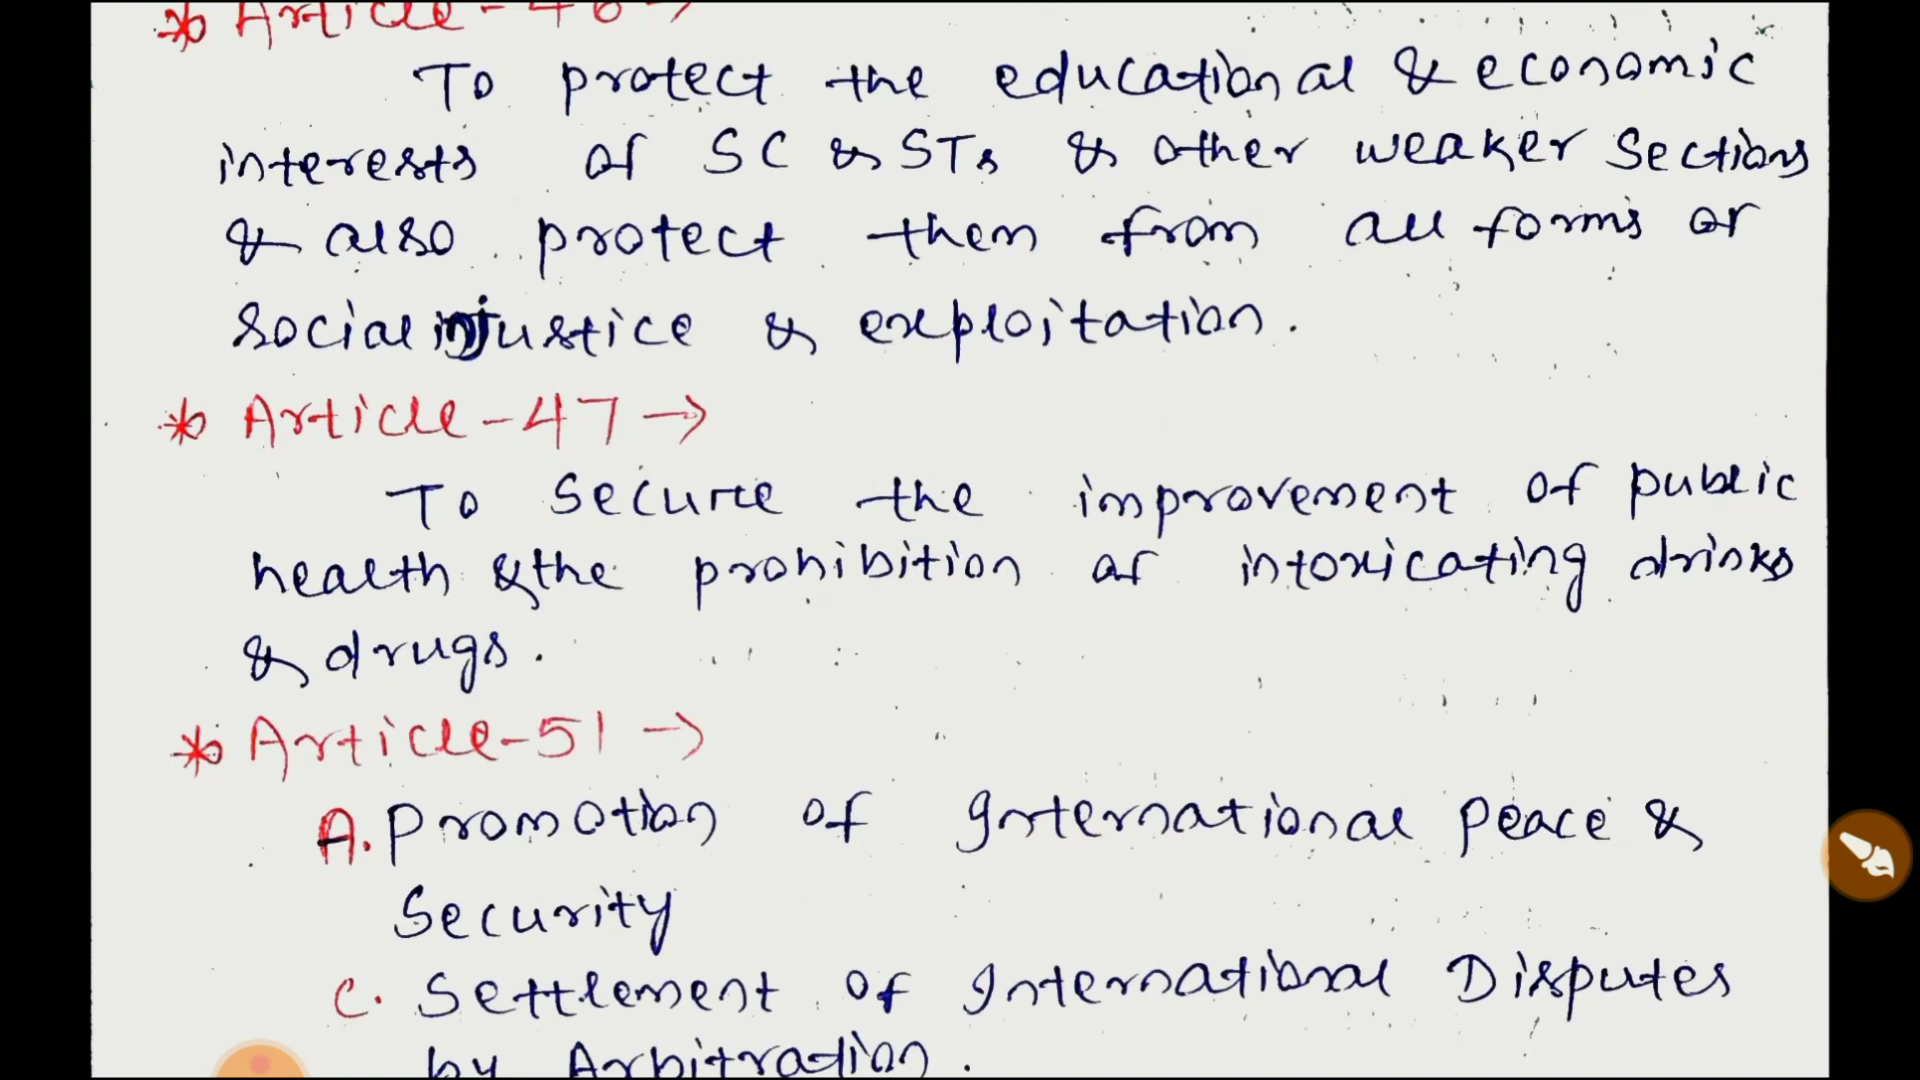 * Article-46→
To protect the educational & economic
interests of SC & STs & other weaker Sections
& also protect them from all forms of
social injustice & exploitation.
* Article-47→
To secure the improvement of public
health & the prohibition of intoxicating drinks
& drugs.
* Article-51→
A. Promotion of International Peace &
Security
C. Settlement of International Disputes
by Arbitration.